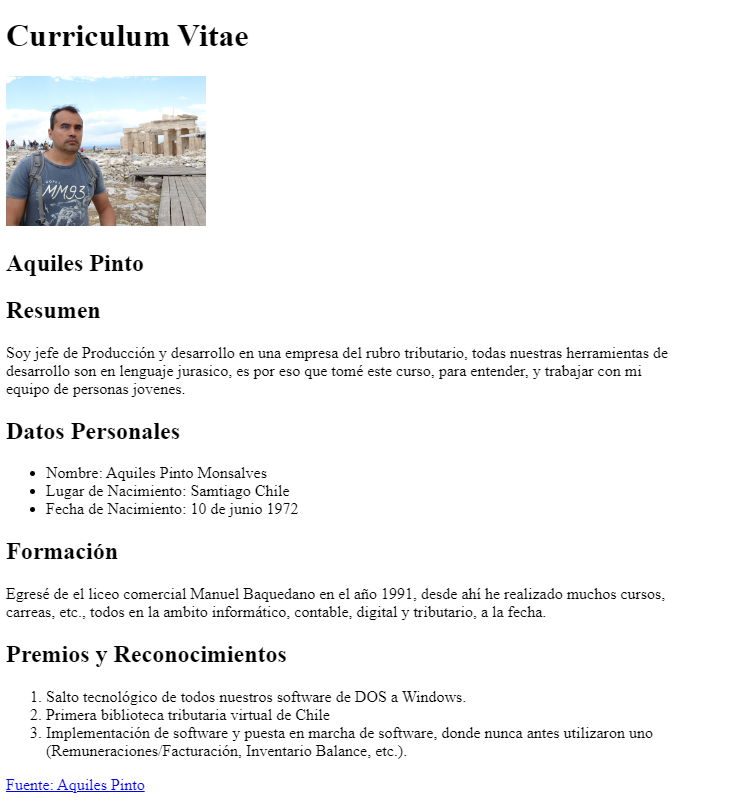 Curriculum Vitae
MM93
Aquiles Pinto
Resumen
Soy jefe de Producción y desarrollo en una empresa del rubro tributario, todas nuestras herramientas de
desarrollo son en lenguaje jurasico, es por eso que tomé este curso, para entender, y trabajar con mi
equipo de personas jovenes.
Datos Personales
• Nombre: Aquiles Pinto Monsalves
• Lugar de Nacimiento: Samtiago Chile
• Fecha de Nacimiento: 10 de junio 1972
Formación
Egresé de el liceo comercial Manuel Baquedano en el año 1991, desde ahí he realizado muchos cursos,
carreas, etc., todos en la ambito informático, contable, digital y tributario, a la fecha.
Premios y Reconocimientos
1. Salto tecnológico de todos nuestros software de DOS a Windows.
2. Primera biblioteca tributaria virtual de Chile
3. Implementación de software y puesta en marcha de software, donde nunca antes utilizaron uno
(Remuneraciones/Facturación, Inventario Balance, etc.).
Fuente: Aquiles Pinto